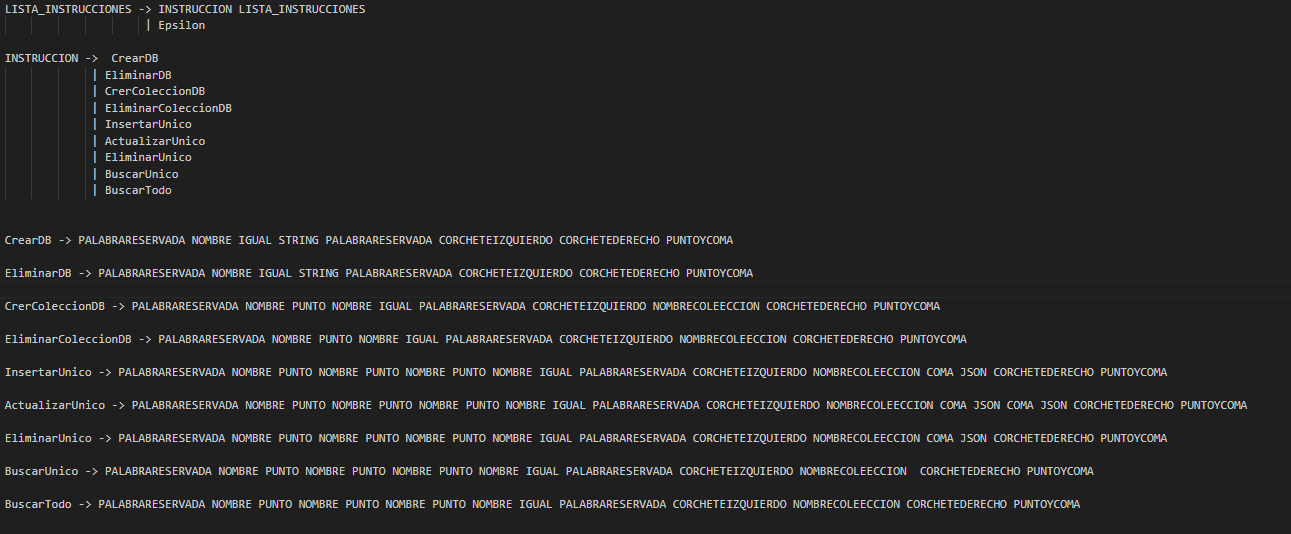 LISTA_INSTRUCCIONES -> INSTRUCCION LISTA_INSTRUCCIONES
| Epsilon
INSTRUCCION -> CrearDB
| EliminarDB
| CrerColeccionDB
| EliminarColeccionDB
| InsertarUnico
| ActualizarUnico
| EliminarUnico
| BuscarUnico
| BuscarTodo
CrearDB -> PALABRARESERVADA NOMBRE IGUAL STRING PALABRARESERVADA CORCHETEIZQUIERDO CORCHETEDERECHO PUNTOYCOMA
EliminarDB -> PALABRARESERVADA NOMBRE IGUAL STRING PALABRARESERVADA CORCHETEIZQUIERDO CORCHETEDERECHO PUNTOYCOMA
CrerColeccionDB -> PALABRARESERVADA NOMBRE PUNTO NOMBRE IGUAL PALABRARESERVADA CORCHETEIZQUIERDO NOMBRECOLEECCION CORCHETEDERECHO PUNTOYCOMA
EliminarColeccionDB -> PALABRARESERVADA NOMBRE PUNTO NOMBRE IGUAL PALABRARESERVADA CORCHETEIZQUIERDO NOMBRECOLEECCION CORCHETEDERECHO PUNTOYCOMA
InsertarUnico -> PALABRARESERVADA NOMBRE PUNTO NOMBRE PUNTO NOMBRE PUNTO NOMBRE IGUAL PALABRARESERVADA CORCHETEIZQUIERDO NOMBRECOLEECCION COMA JSON CORCHETEDERECHO PUNTOYCOMA
ActualizarUnico -> PALABRARESERVADA NOMBRE PUNTO NOMBRE PUNTO NOMBRE PUNTO NOMBRE IGUAL PALABRARESERVADA CORCHETEIZQUIERDO NOMBRECOLEECCION COMA JSON COMA JSON CORCHETEDERECHO PUNTOYCOMA
EliminarUnico -> PALABRARESERVADA NOMBRE PUNTO NOMBRE PUNTO NOMBRE PUNTO NOMBRE IGUAL PALABRARESERVADA CORCHETEIZQUIERDO NOMBRECOLEECCION COMA JSON CORCHETEDERECHO PUNTOYCOMA
BuscarUnico -> PALABRARESERVADA NOMBRE PUNTO NOMBRE PUNTO NOMBRE PUNTO NOMBRE IGUAL PALABRARESERVADA CORCHETEIZQUIERDO NOMBRECOLEECCION  CORCHETEDERECHO PUNTOYCOMA
BuscarTodo -> PALABRARESERVADA NOMBRE PUNTO NOMBRE PUNTO NOMBRE PUNTO NOMBRE IGUAL PALABRARESERVADA CORCHETEIZQUIERDO NOMBRECOLEECCION CORCHETEDERECHO PUNTOYCOMA